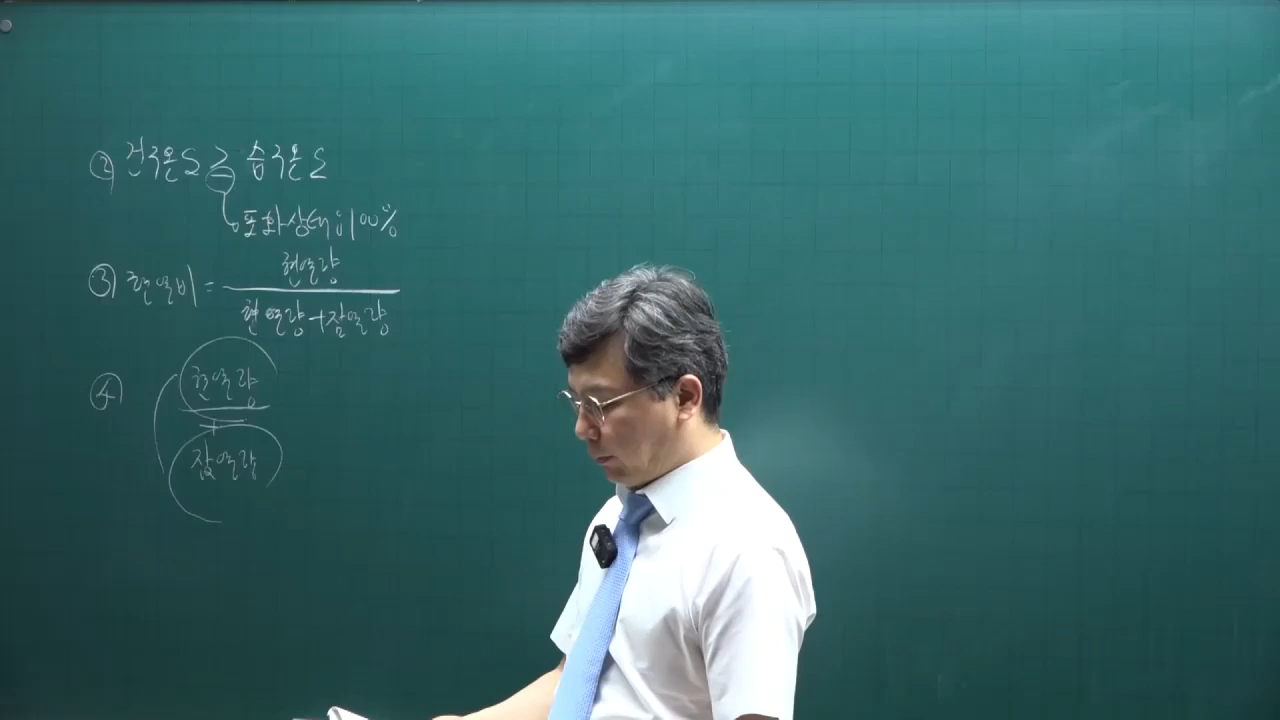 ② 건구온도 ≥ 습구온도
포화상태 100%
③ 현열비 = 현열량
현열량+잠열량
④ 현열량
+
잠열량